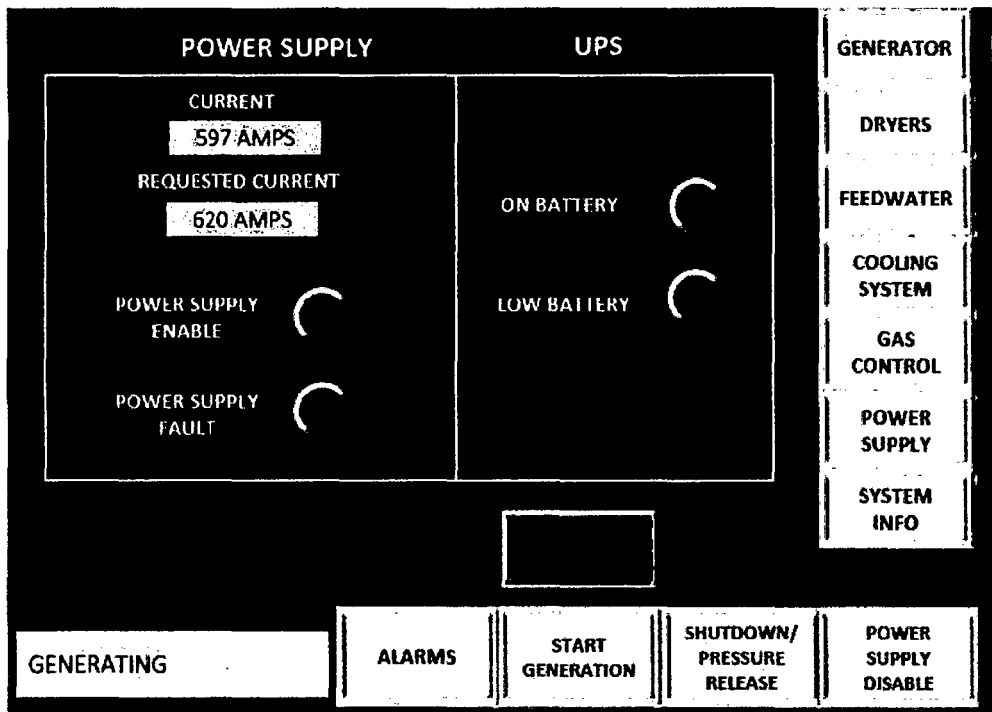 POWER SUPPLY
CURRENT
597 AMPS
REQUESTED CURRENT
620 AMPS
POWER SUPPLY
ENABLE
POWER SUPPLY
FAULT
UPS
ON BATTERY
LOW BATTERY
GENERATOR
DRYERS
FEEDWATER
COOLING
SYSTEM
GAS
CONTROL
POWER
SUPPLY
SYSTEM
INFO
GENERATING
ALARMS
START
GENERATION
SHUTDOWN/
PRESSURE
RELEASE
POWER
SUPPLY
DISABLE